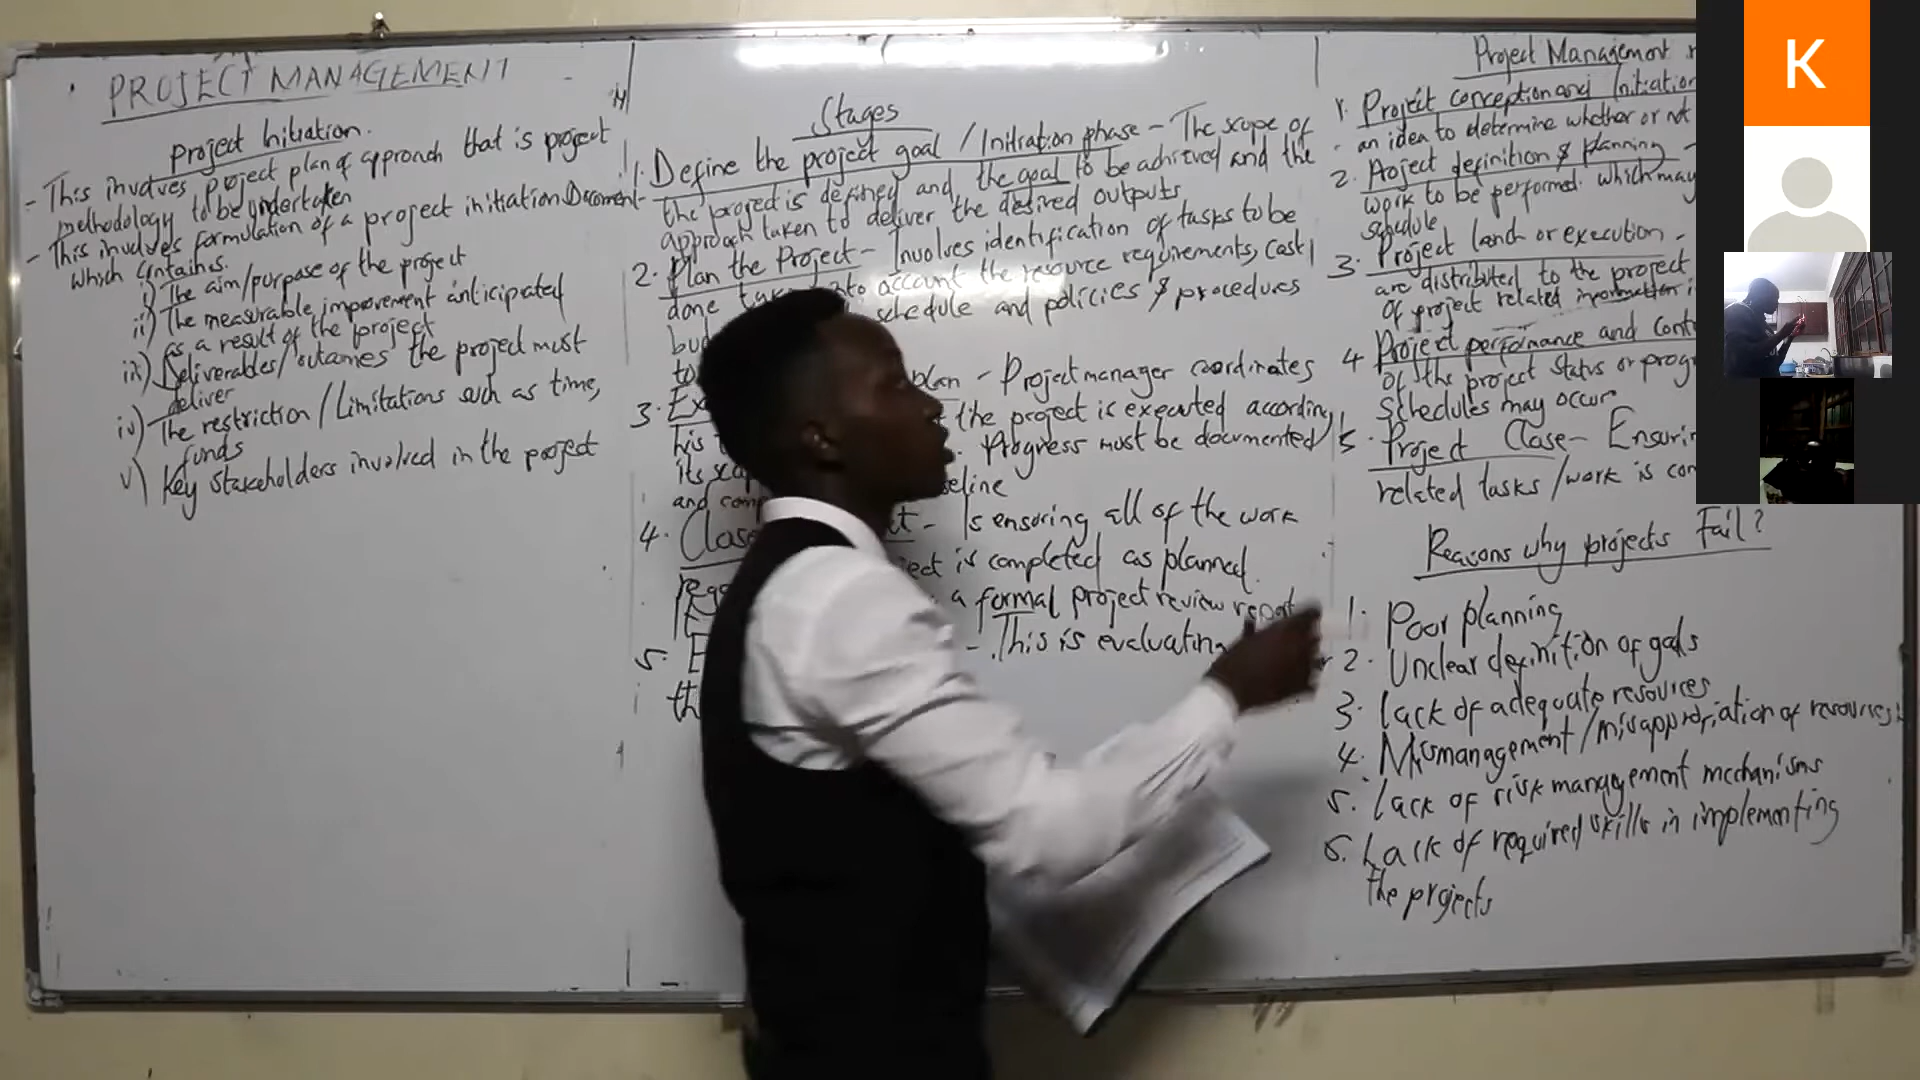 PROJECT MANAGEMENT
Project Initiation.
- This involves project plan of approach that is project
methodology to be undertaken
- This involves formulation of a project initiation Document
which contains.
i) The aim/purpose of the project
ii) The measurable improvement anticipated
as a result of the project
iii) Deliverables/outcomes the project must
deliver
iv) The restriction/Limitations such as time,
funds
v) Key stakeholders involved in the project
Stages
1. Define the project goal / Initiation phase - The scope of
the project is defined and the goal to be achieved and the
approach taken to deliver the desired outputs
2. Plan the Project - Involves identification of tasks to be
done into account the resource requirements, cost
schedule and policies & procedures
3. plan - Project manager coordinates
the project is executed according
his Progress must be documented
its
and
4. Close - Is ensuring all of the work
is completed as planned.
a formal project review report
5. - This is evaluating
Project Management
1. Project conception and Initiation
- an idea to determine whether or not
2. Project definition & planning -
work to be performed. which may
schedule
3. Project lanch or execution -
are distributed to the project
of project related information
4 Project performance and
of the project status or
schedules may occur
5. Project Close -
related tasks/work is
Reasons why projects Fail?
1. Poor planning
2. Unclear definition of goals
3. Lack of adequate resources
4. Mismanagement/misappropriation of resources
5. Lack of risk management mechanisms
6. Lack of required skills in implementing
the projects
K